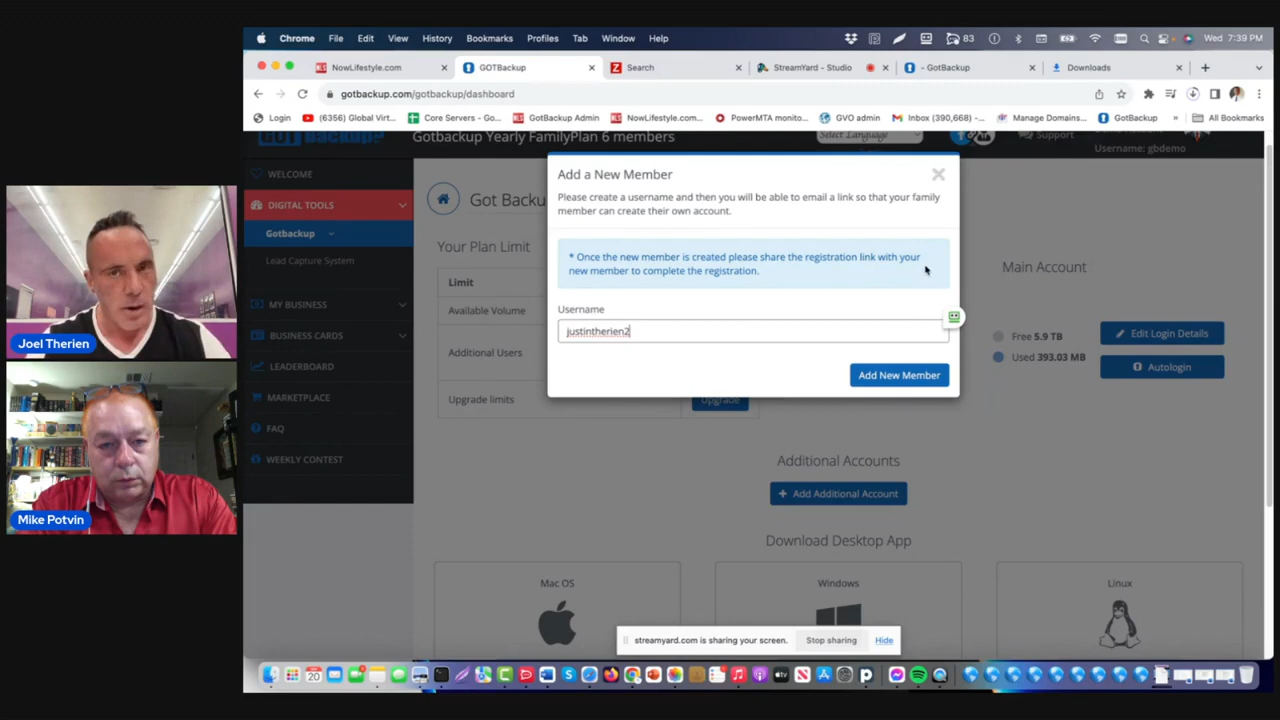 Chrome File Edit View History Bookmarks Profiles Tab Window Help
83
Wed 7:39 PM
NowLifestyle.com
GOTBackup
Search
StreamYard - Studio
- GotBackup
Downloads
gotbackup.com/gotbackup/dashboard
Login
(6356) Global Virt...
Core Servers - Go...
GotBackup Admin
NowLifestyle.com...
PowerMTA monito...
GVO admin
Inbox (390,668) -...
Manage Domains...
GotBackup
All Bookmarks
Gotbackup Yearly FamilyPlan 6 members
Select Language
Support
Username: gbdemo
WELCOME
DIGITAL TOOLS
Gotbackup
Lead Capture System
MY BUSINESS
BUSINESS CARDS
LEADERBOARD
MARKETPLACE
FAQ
WEEKLY CONTEST
Got Backu
Your Plan Limit
Limit
Available Volume
Additional Users
Upgrade limits
Upgrade
Add a New Member
Please create a username and then you will be able to email a link so that your family
member can create their own account.
* Once the new member is created please share the registration link with your
new member to complete the registration.
Username
justintherien2
Add New Member
Main Account
Free 5.9 TB
Used 393.03 MB
Edit Login Details
Autologin
Additional Accounts
+ Add Additional Account
Download Desktop App
Mac OS
Windows
Linux
streamyard.com is sharing your screen.
Stop sharing
Hide
Joel Therien
Mike Potvin